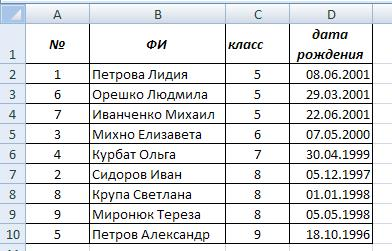 A B C D
1 № ФИ класс дата рождения
2 1 Петрова Лидия 5 08.06.2001
3 6 Орешко Людмила 5 29.03.2001
4 7 Иванченко Михаил 5 22.06.2001
5 3 Михно Елизавета 6 07.05.2000
6 4 Курбат Ольга 7 30.04.1999
7 2 Сидоров Иван 8 05.12.1997
8 8 Крупа Светлана 8 01.01.1998
9 9 Миронюк Тереза 8 05.05.1998
10 5 Петров Александр 9 18.10.1996